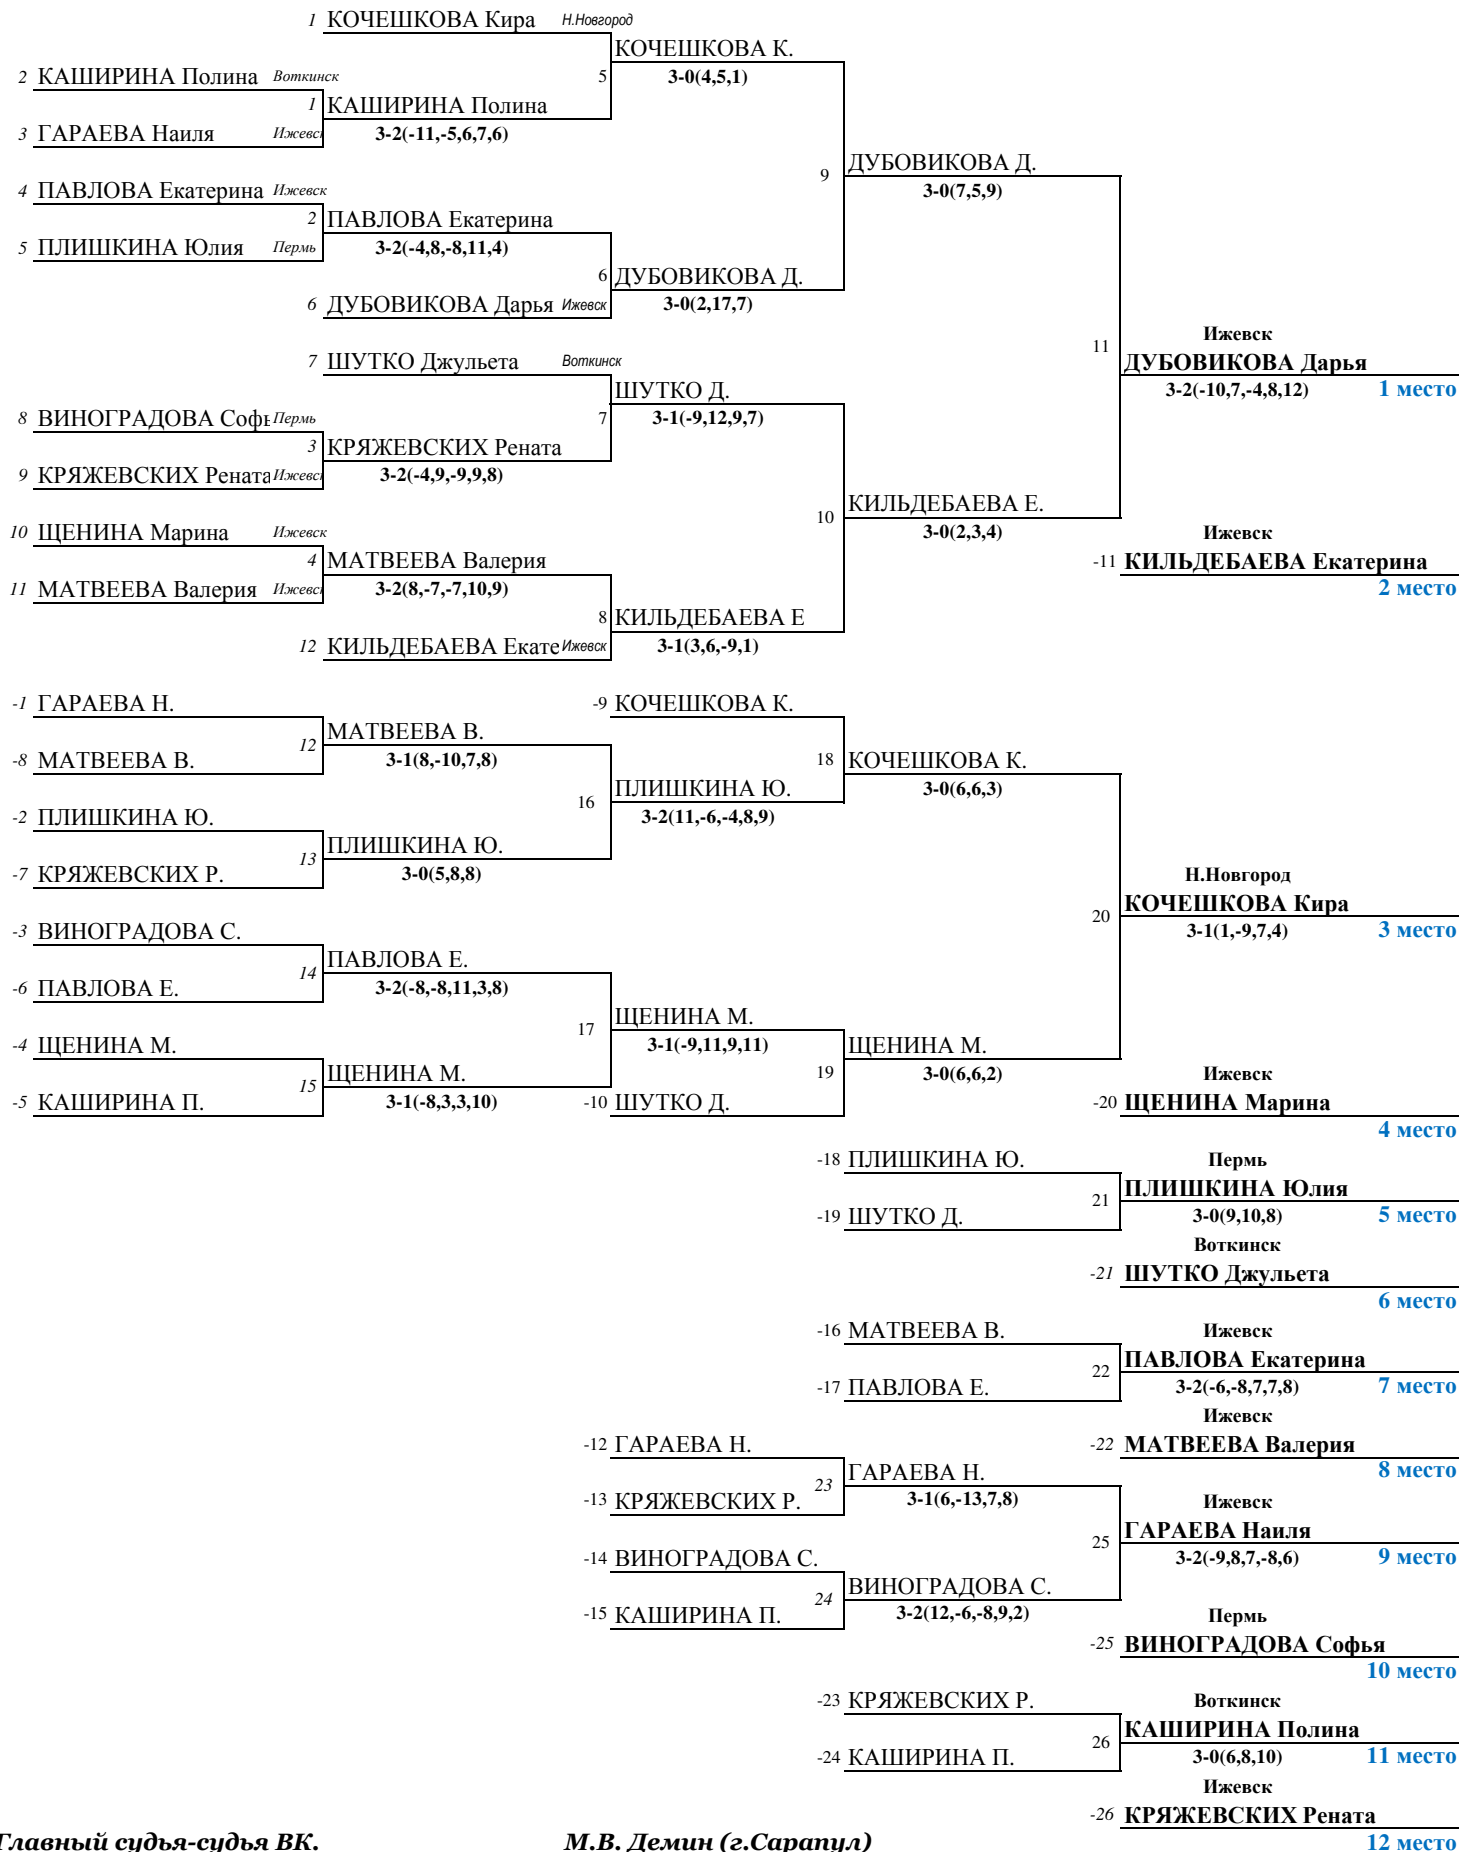 1 КОЧЕШКОВА Кира Н.Новгород
КОЧЕШКОВА К.
2 КАШИРИНА Полина Воткинск 5 3-0(4,5,1)
1 КАШИРИНА Полина
3 ГАРАЕВА Наиля Ижевск 3-2(-11,-5,6,7,6)
9 ДУБОВИКОВА Д.
4 ПАВЛОВА Екатерина Ижевск 3-0(7,5,9)
2 ПАВЛОВА Екатерина
5 ПЛИШКИНА Юлия Пермь 3-2(-4,8,-8,11,4)
6 ДУБОВИКОВА Д.
6 ДУБОВИКОВА Дарья Ижевск 3-0(2,17,7)
Ижевск
11 ДУБОВИКОВА Дарья
7 ШУТКО Джульета Воткинск
3-2(-10,7,-4,8,12) 1 место
ШУТКО Д.
8 ВИНОГРАДОВА Софь Пермь 7 3-1(-9,12,9,7)
3 КРЯЖЕВСКИХ Рената
9 КРЯЖЕВСКИХ Рената Ижевск 3-2(-4,9,-9,9,8)
10 КИЛЬДЕБАЕВА Е.
10 ЩЕНИНА Марина Ижевск 3-0(2,3,4) Ижевск
4 МАТВЕЕВА Валерия -11 КИЛЬДЕБАЕВА Екатерина
11 МАТВЕЕВА Валерия Ижевск 3-2(8,-7,-7,10,9) 2 место
8 КИЛЬДЕБАЕВА Е
12 КИЛЬДЕБАЕВА Екате Ижевск 3-1(3,6,-9,1)
-1 ГАРАЕВА Н. -9 КОЧЕШКОВА К.
12 МАТВЕЕВА В.
-8 МАТВЕЕВА В. 3-1(8,-10,7,8) 18 КОЧЕШКОВА К.
16 ПЛИШКИНА Ю. 3-0(6,6,3)
-2 ПЛИШКИНА Ю. 3-2(11,-6,-4,8,9)
13 ПЛИШКИНА Ю.
-7 КРЯЖЕВСКИХ Р. 3-0(5,8,8) Н.Новгород
20 КОЧЕШКОВА Кира
-3 ВИНОГРАДОВА С. 3-1(1,-9,7,4) 3 место
14 ПАВЛОВА Е.
-6 ПАВЛОВА Е. 3-2(-8,-8,11,3,8)
17 ЩЕНИНА М.
-4 ЩЕНИНА М. 3-1(-9,11,9,11) ЩЕНИНА М.
15 ЩЕНИНА М. 19 3-0(6,6,2) Ижевск
-5 КАШИРИНА П. 3-1(-8,3,3,10) -10 ШУТКО Д. -20 ЩЕНИНА Марина
4 место
-18 ПЛИШКИНА Ю. Пермь
21 ПЛИШКИНА Юлия
-19 ШУТКО Д. 3-0(9,10,8) 5 место
Воткинск
-21 ШУТКО Джульета
6 место
-16 МАТВЕЕВА В. Ижевск
22 ПАВЛОВА Екатерина
-17 ПАВЛОВА Е. 3-2(-6,-8,7,7,8) 7 место
Ижевск
-12 ГАРАЕВА Н. -22 МАТВЕЕВА Валерия
23 ГАРАЕВА Н. 8 место
-13 КРЯЖЕВСКИХ Р. 3-1(6,-13,7,8) Ижевск
25 ГАРАЕВА Наиля
-14 ВИНОГРАДОВА С. 3-2(-9,8,7,-8,6) 9 место
24 ВИНОГРАДОВА С.
-15 КАШИРИНА П. 3-2(12,-6,-8,9,2) Пермь
-25 ВИНОГРАДОВА Софья
10 место
-23 КРЯЖЕВСКИХ Р. Воткинск
26 КАШИРИНА Полина
-24 КАШИРИНА П. 3-0(6,8,10) 11 место
Ижевск
-26 КРЯЖЕВСКИХ Рената
Главный судья-судья ВК. М.В. Демин (г.Сарапул) 12 место